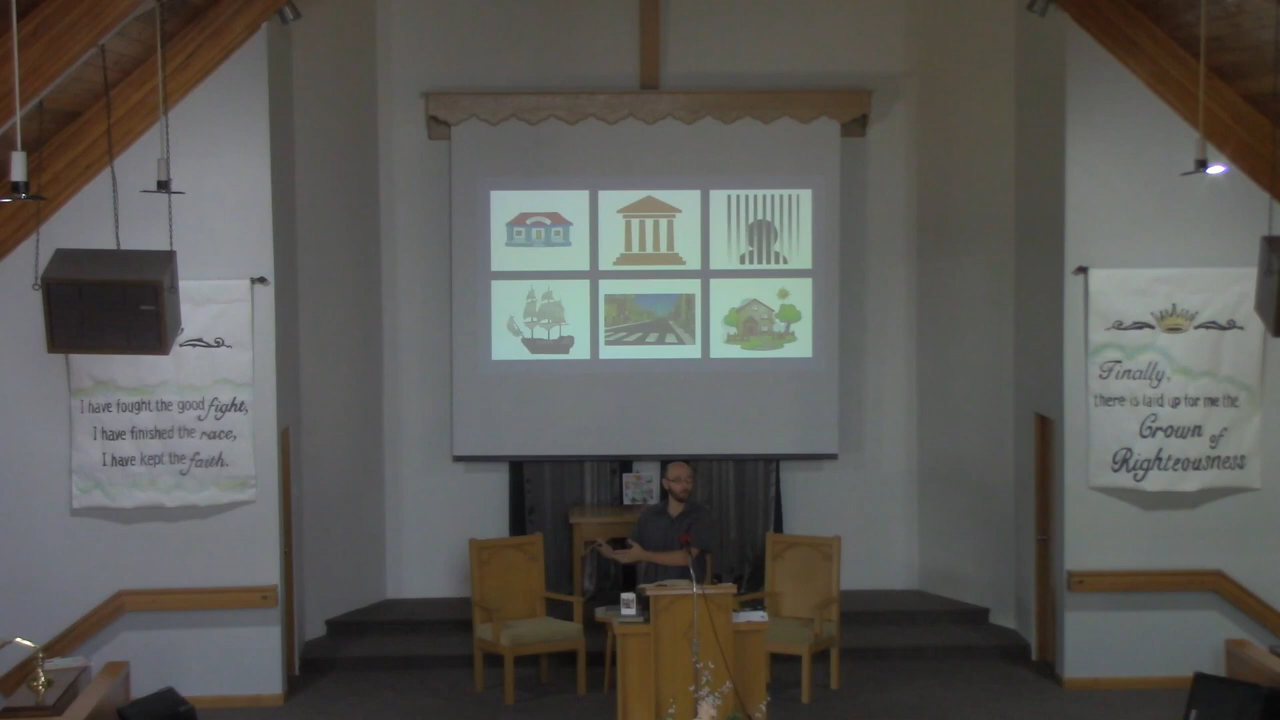 I have fought the good fight,
I have finished the race,
I have kept the faith.
Finally,
there is laid up for me the
Crown of
Righteousness